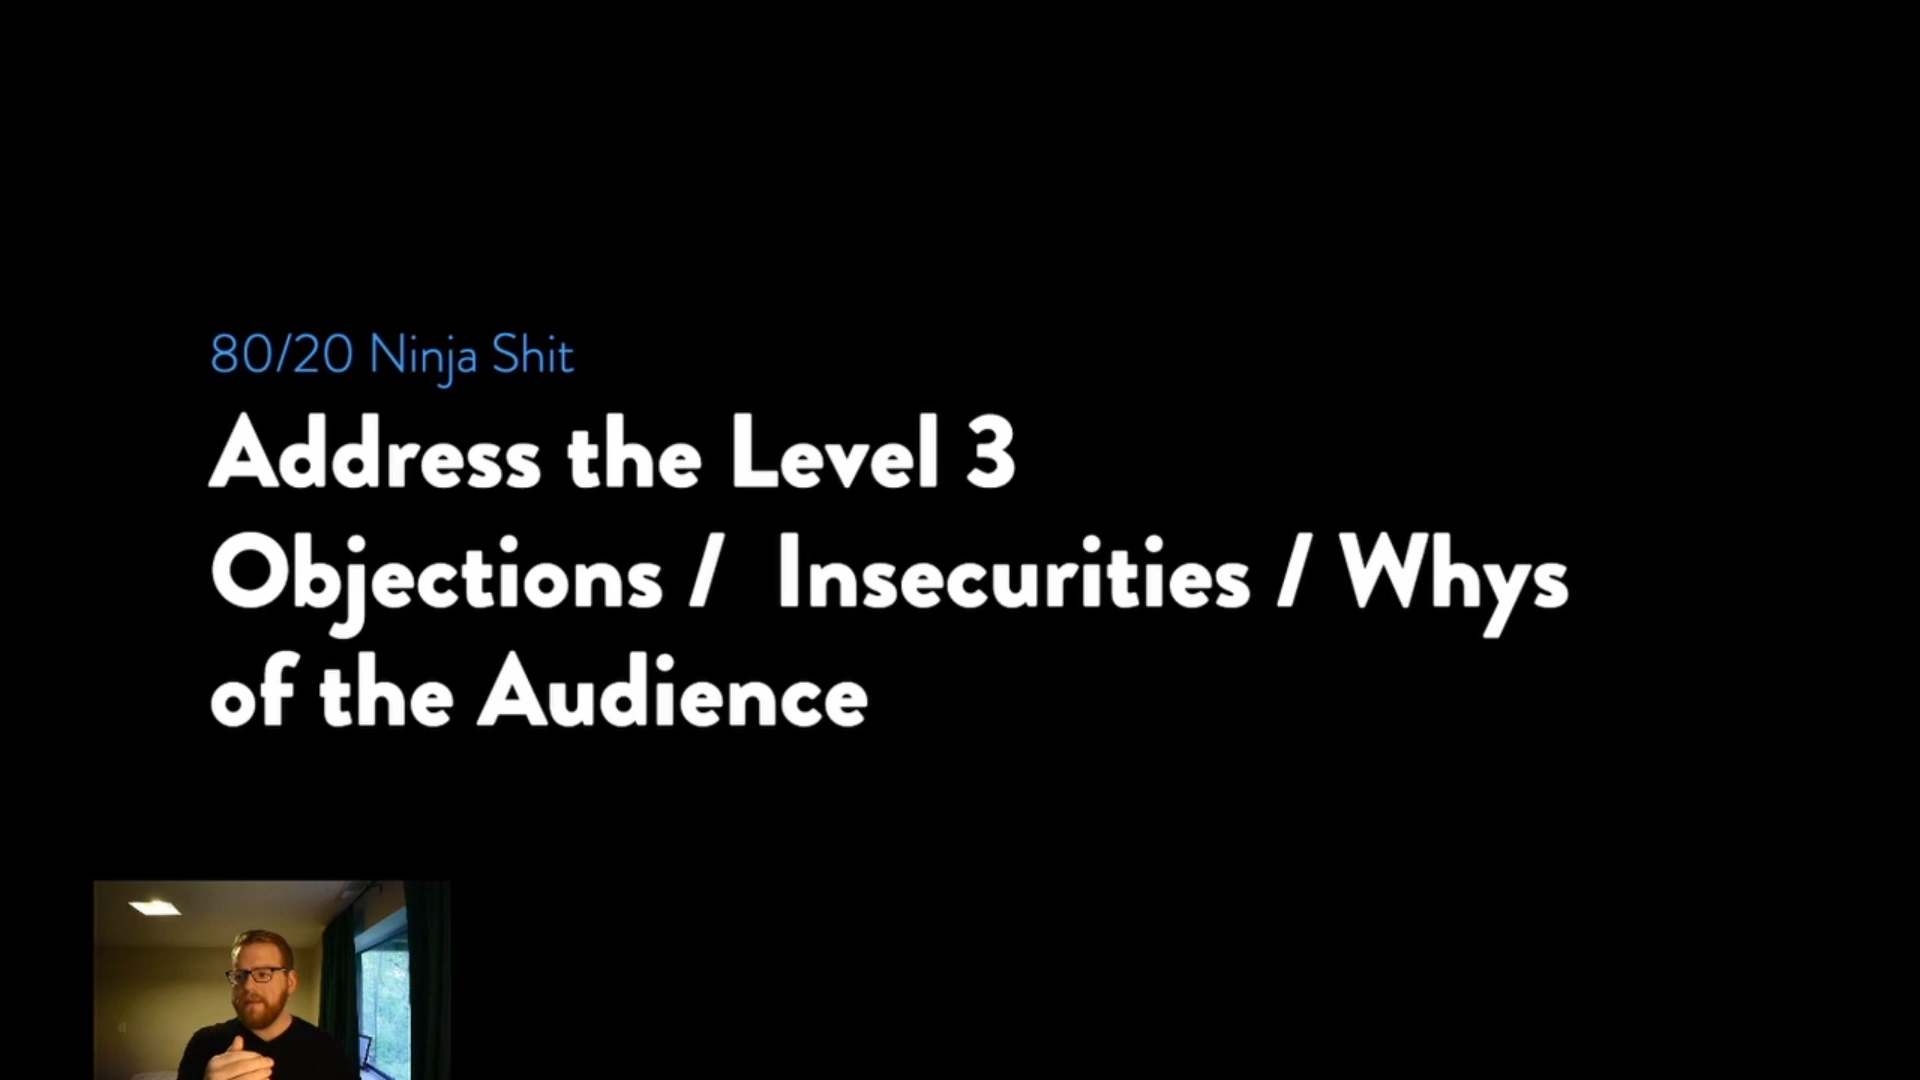 80/20 Ninja Shit
Address the Level 3
Objections /  Insecurities / Whys
of the Audience